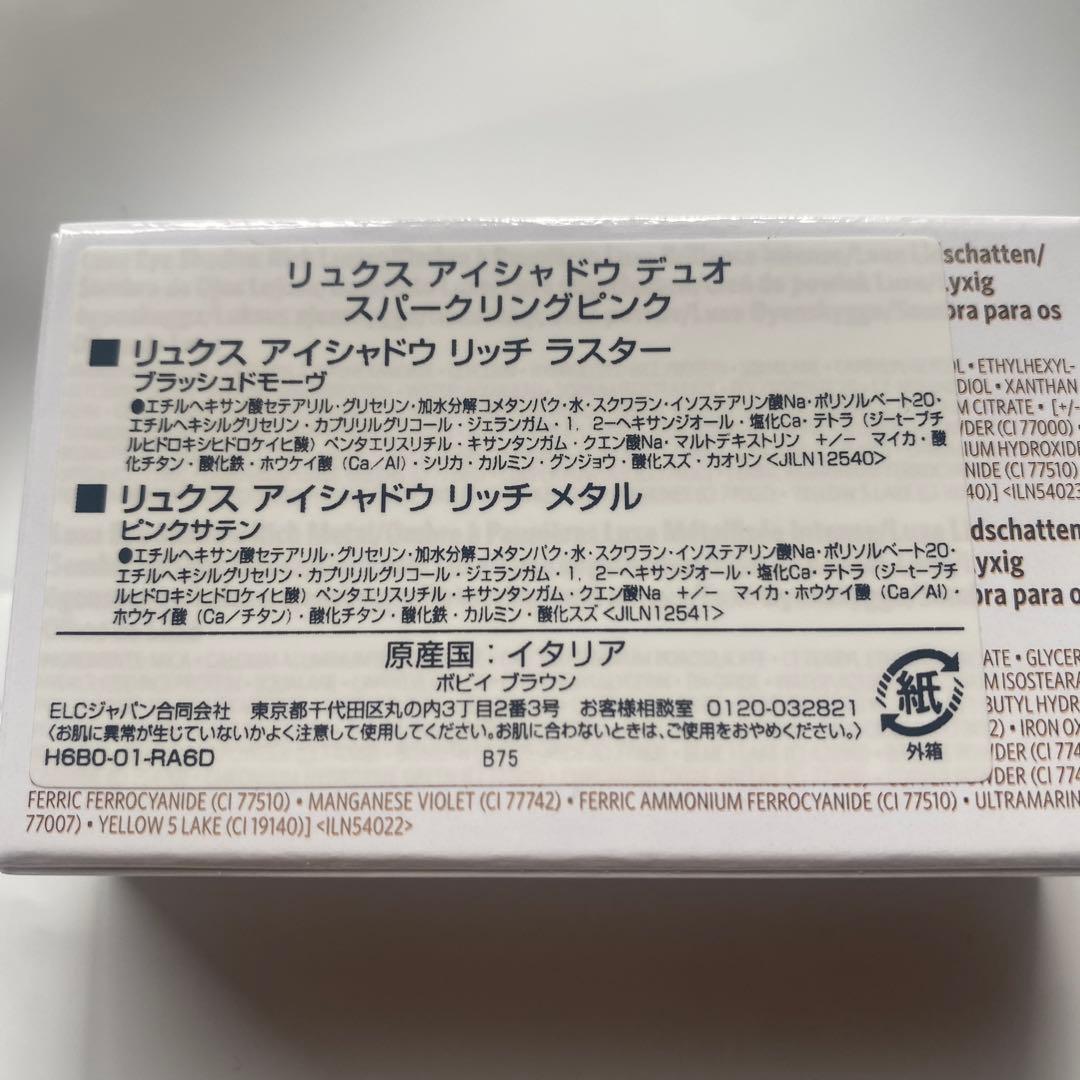 リュクス アイシャドウ デュオ
スパークリングピンク
■ リュクス アイシャドウ リッチ ラスター
ブラッシュドモーヴ
●エチルヘキサン酸セテアリル・グリセリン・加水分解コメタンパク・水・スクワラン・イソステアリン酸Na・ポリソルベート20・
エチルヘキシルグリセリン・カプリリルグリコール・ジェランガム・1,2-ヘキサンジオール・塩化Ca・テトラ(ジーtーブチ
ルヒドロキシヒドロケイヒ酸)ペンタエリスリチル・キサンタンガム・クエン酸Na・マルトデキストリン +/- マイカ・酸
化チタン・酸化鉄・ホウケイ酸(Ca/Al)・シリカ・カルミン・グンジョウ・酸化スズ・カオリン<JILN12540>
■ リュクス アイシャドウ リッチ メタル
ピンクサテン
●エチルヘキサン酸セテアリル・グリセリン・加水分解コメタンパク・水・スクワラン・イソステアリン酸Na・ポリソルベート20・
エチルヘキシルグリセリン・カプリリルグリコール・ジェランガム・1,2-ヘキサンジオール・塩化Ca・テトラ(ジーtーブチ
ルヒドロキシヒドロケイヒ酸)ペンタエリスリチル・キサンタンガム・クエン酸Na +/- マイカ・ホウケイ酸(Ca/Al)・
ホウケイ酸(Ca/チタン)・酸化チタン・酸化鉄・カルミン・酸化スズ<JILN12541>
原産国:イタリア
ボビイ ブラウン
ELCジャパン合同会社 東京都千代田区丸の内3丁目2番3号 お客様相談室 0120-032821
〈お肌に異常が生じていないかよく注意して使用してください。お肌に合わないときは、ご使用をおやめください。〉
H6B0-01-RA6D B75
紙
外箱
schatten/
yxig
bra para os
L • ETHYLHEXYL-
DIOL • XANTHAN
M CITRATE • [+/-
DER (CI 77000) •
IUM HYDROXIDE
NIDE (CI 77510)
40)] <ILN54023
dschatten
yxig
bra para o
ATE • GLYCER
M ISOSTEARA
BUTYL HYDR
2) • IRON OX
WDER (CI 774
DER (CI 774
FERRIC FERROCYANIDE (CI 77510) • MANGANESE VIOLET (CI 77742) • FERRIC AMMONIUM FERROCYANIDE (CI 77510) • ULTRAMARIN
77007) • YELLOW 5 LAKE (CI 19140)] <ILN54022>